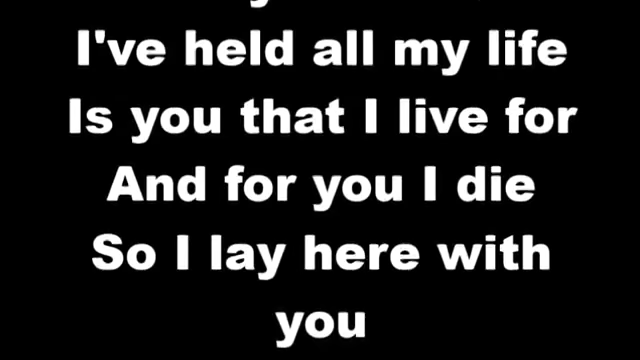 I've held all my life
Is you that I live for
And for you I die
So I lay here with
you